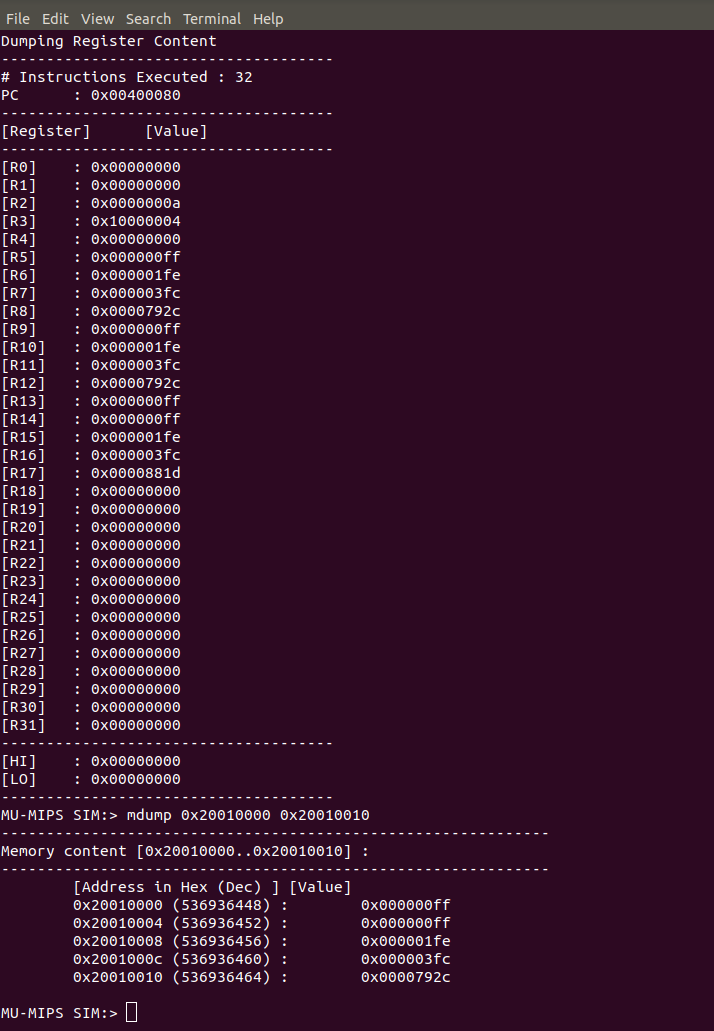 File Edit View Search Terminal Help
Dumping Register Content
-------------------------------------
# Instructions Executed : 32
PC : 0x00400080
-------------------------------------
[Register] [Value]
-------------------------------------
[R0] : 0x00000000
[R1] : 0x00000000
[R2] : 0x0000000a
[R3] : 0x10000004
[R4] : 0x00000000
[R5] : 0x000000ff
[R6] : 0x000001fe
[R7] : 0x000003fc
[R8] : 0x0000792c
[R9] : 0x000000ff
[R10] : 0x000001fe
[R11] : 0x000003fc
[R12] : 0x0000792c
[R13] : 0x000000ff
[R14] : 0x000000ff
[R15] : 0x000001fe
[R16] : 0x000003fc
[R17] : 0x0000881d
[R18] : 0x00000000
[R19] : 0x00000000
[R20] : 0x00000000
[R21] : 0x00000000
[R22] : 0x00000000
[R23] : 0x00000000
[R24] : 0x00000000
[R25] : 0x00000000
[R26] : 0x00000000
[R27] : 0x00000000
[R28] : 0x00000000
[R29] : 0x00000000
[R30] : 0x00000000
[R31] : 0x00000000
-------------------------------------
[HI] : 0x00000000
[LO] : 0x00000000
-------------------------------------
MU-MIPS SIM:> mdump 0x20010000 0x20010010
-------------------------------------------------------------
Memory content [0x20010000..0x20010010] :
-------------------------------------------------------------
[Address in Hex (Dec) ] [Value]
0x20010000 (536936448) : 0x000000ff
0x20010004 (536936452) : 0x000000ff
0x20010008 (536936456) : 0x000001fe
0x2001000c (536936460) : 0x000003fc
0x20010010 (536936464) : 0x0000792c
MU-MIPS SIM:>